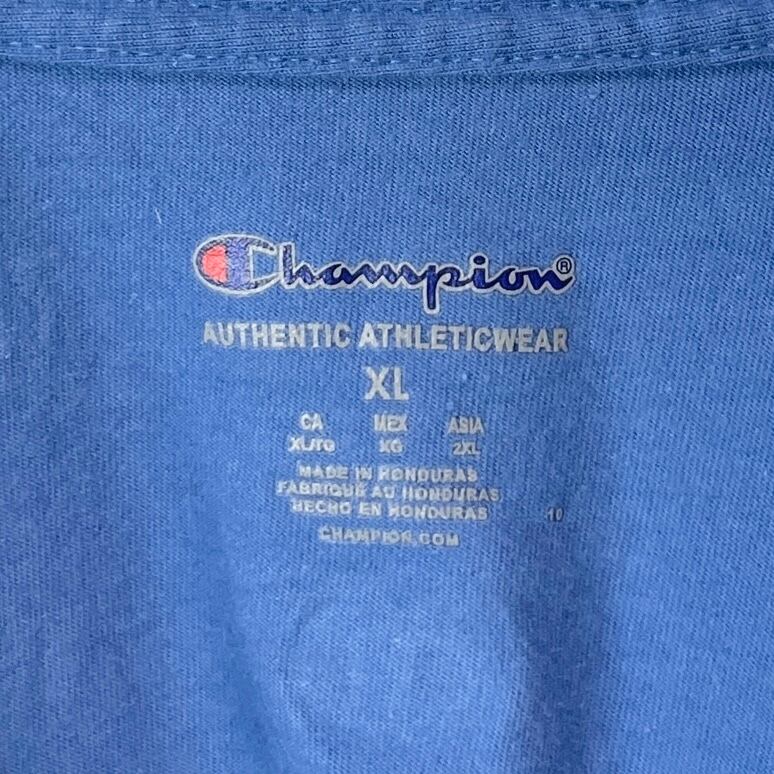 Champion®
AUTHENTIC ATHLETICWEAR
XL
CA MEX ASIA
XL/TG XG 2XL
MADE IN HONDURAS
FABRIQUÉ AU HONDURAS
HECHO EN HONDURAS 10
CHAMPION.COM